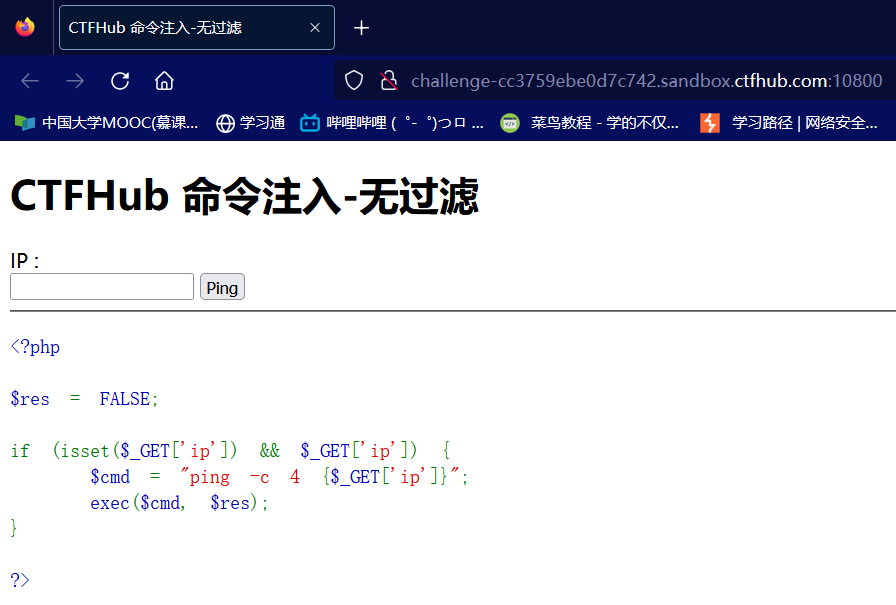 CTFHub 命令注入-无过滤
challenge-cc3759ebe0d7c742.sandbox.ctfhub.com:10800
中国大学MOOC(慕课... 学习通 哔哩哔哩 ( ゜- ゜)つロ ... 菜鸟教程 - 学的不仅... 学习路径 | 网络安全...
CTFHub 命令注入-无过滤
IP :
Ping
<?php
$res = FALSE;
if (isset($_GET['ip']) && $_GET['ip']) {
$cmd = "ping -c 4 {$_GET['ip']}";
exec($cmd, $res);
}
?>